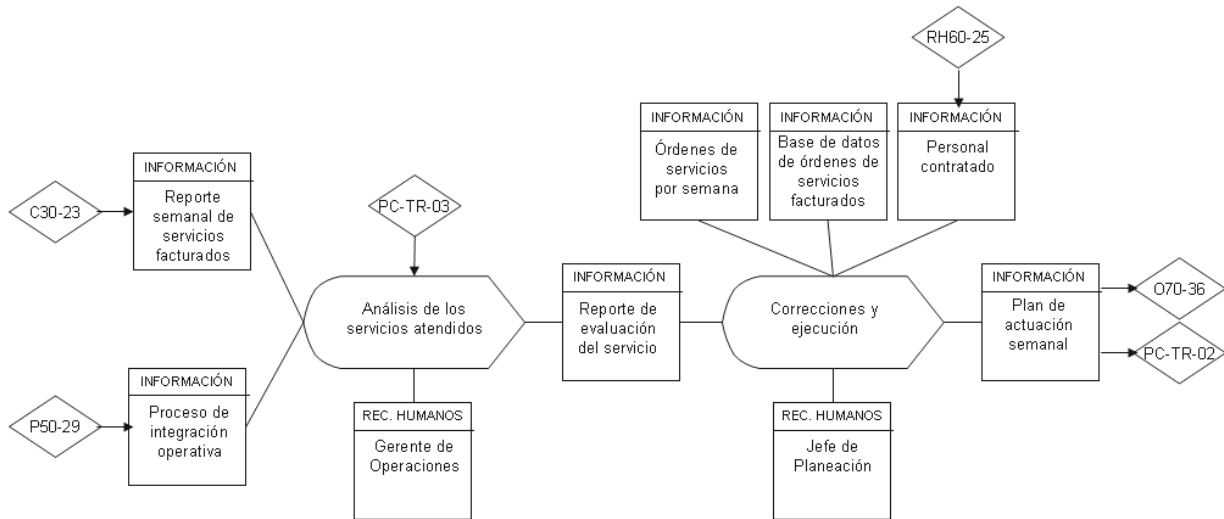 RH60-25
INFORMACIÓN
Órdenes de
servicios
por semana
INFORMACIÓN
Base de datos
de órdenes de
servicios
facturados
INFORMACIÓN
Personal
contratado
INFORMACIÓN
Reporte
semanal de
servicios
facturados
C30-23
PC-TR-03
Análisis de los
servicios atendidos
INFORMACIÓN
Reporte de
evaluación
del servicio
Correcciones y
ejecución
INFORMACIÓN
Plan de
actuación
semanal
O70-36
PC-TR-02
P50-29
INFORMACIÓN
Proceso de
integración
operativa
REC. HUMANOS
Gerente de
Operaciones
REC. HUMANOS
Jefe de
Planeación